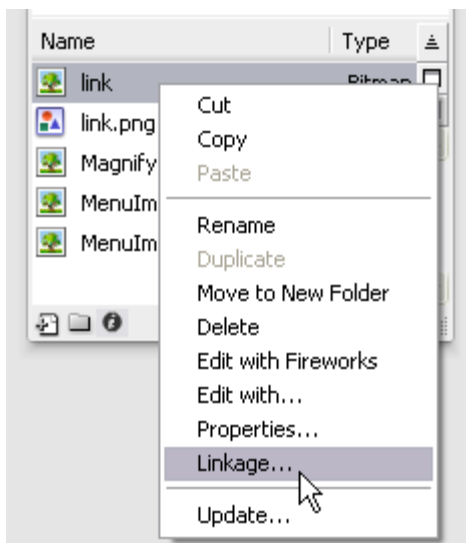 Name Type
link Bitmap
Cut
link.png
Copy
Magnify
Paste
MenuIm
Rename
MenuIm
Duplicate
Move to New Folder
Delete
Edit with Fireworks
Edit with...
Properties...
Linkage...
Update...